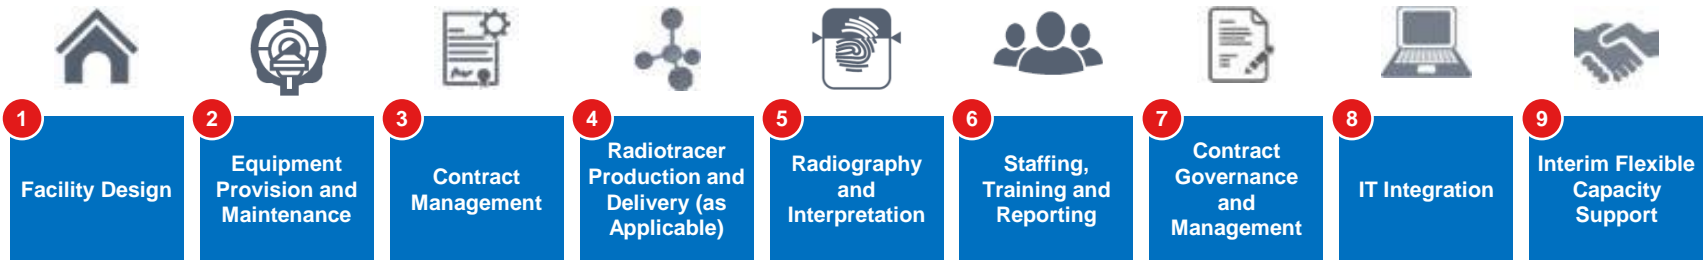 1
Facility Design
2
Equipment
Provision and
Maintenance
3
Contract
Management
4
Radiotracer
Production and
Delivery (as
Applicable)
5
Radiography
and
Interpretation
6
Staffing,
Training and
Reporting
7
Contract
Governance
and
Management
8
IT Integration
9
Interim Flexible
Capacity
Support